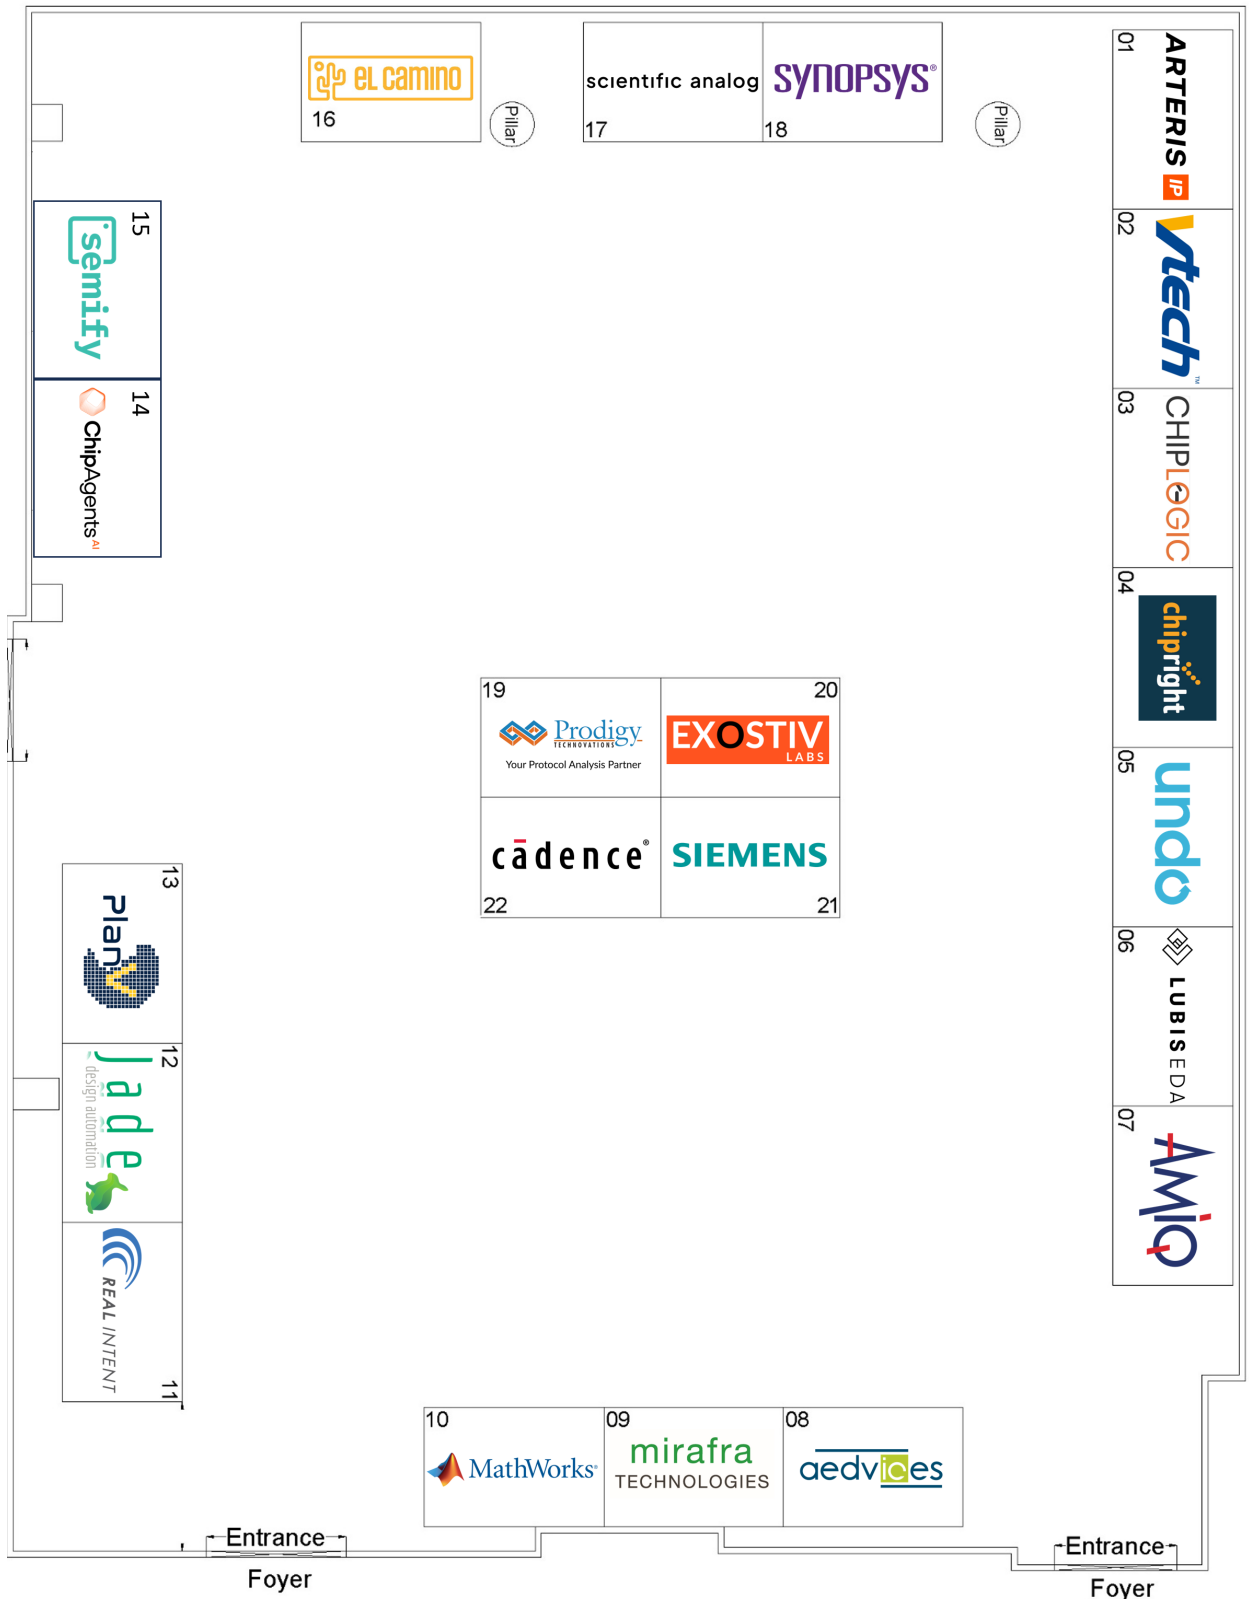 EL CAMINO
16
Pillar
scientific analog
17
SYNOPSYS®
18
Pillar
01
ARTERIS IP
02
Vtech™
03
CHIPLOGIC
04
chipright
05
undo
06
LUBIS EDA
07
AMIQ
15
semify
14
ChipAgents AI
19
Prodigy
TECHNOVATIONS
Your Protocol Analysis Partner
20
EXOSTIV
LABS
cādence®
22
SIEMENS
21
13
PlanV
12
Jade
design automation
REAL INTENT
11
10
MathWorks®
09
mirafra
TECHNOLOGIES
08
aedvices
Entrance
Foyer
Entrance
Foyer